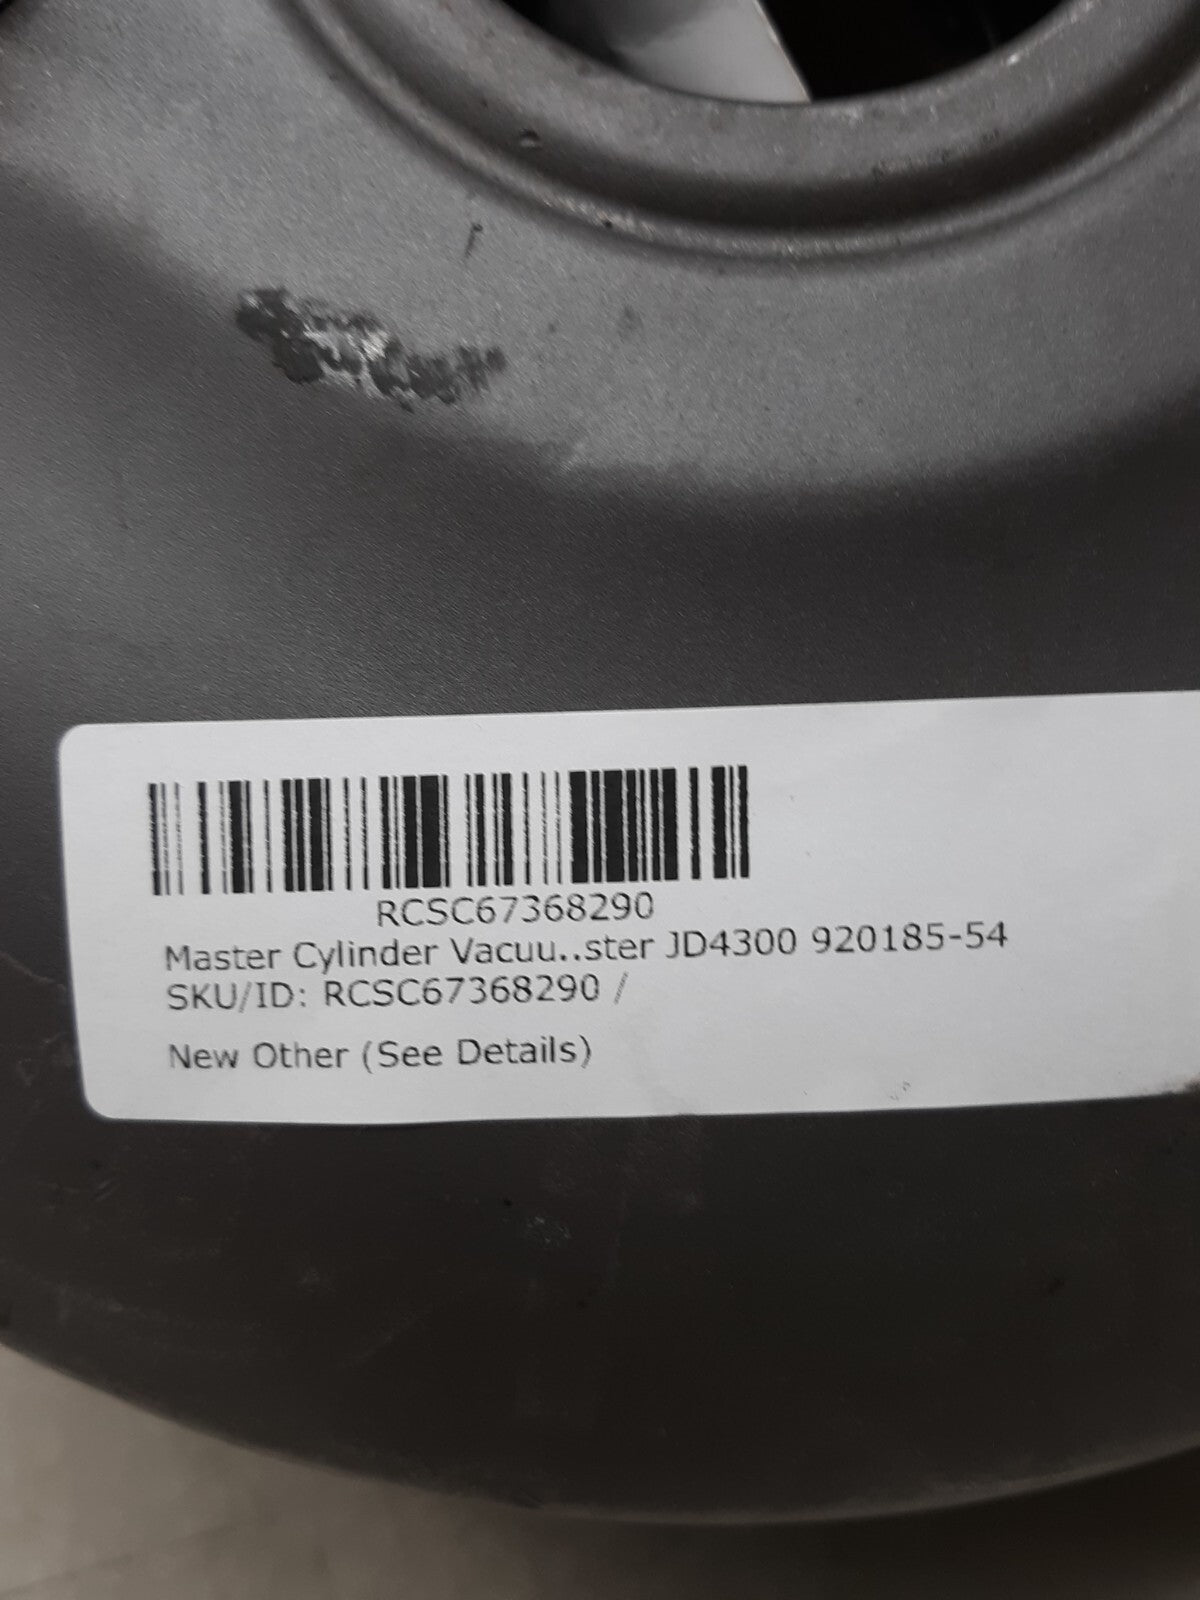 RCSC67368290
Master Cylinder Vacuu..ster JD4300 920185-54
SKU/ID: RCSC67368290 /
New Other (See Details)